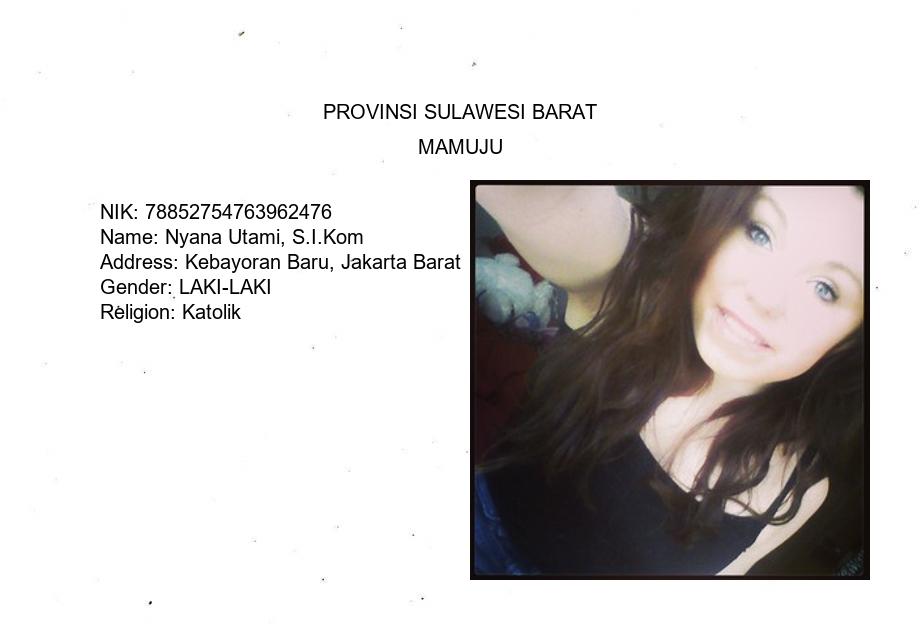 PROVINSI SULAWESI BARAT
MAMUJU
NIK: 78852754763962476
Name: Nyana Utami, S.I.Kom
Address: Kebayoran Baru, Jakarta Barat
Gender: LAKI-LAKI
Religion: Katolik